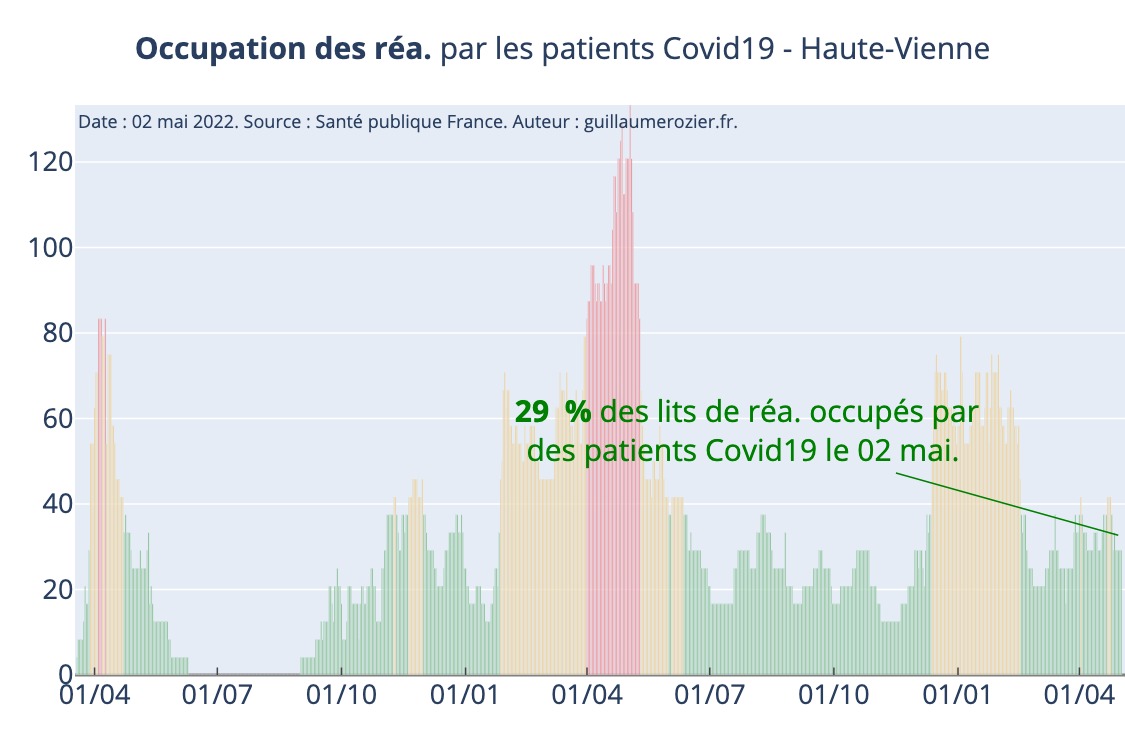 Occupation des réa. par les patients Covid19 - Haute-Vienne
Date : 02 mai 2022. Source : Santé publique France. Auteur : guillaumerozier.fr.
120
100
80
60
40
20
0
29 % des lits de réa. occupés par
des patients Covid19 le 02 mai.
01/04 01/07 01/10 01/01 01/04 01/07 01/10 01/01 01/04